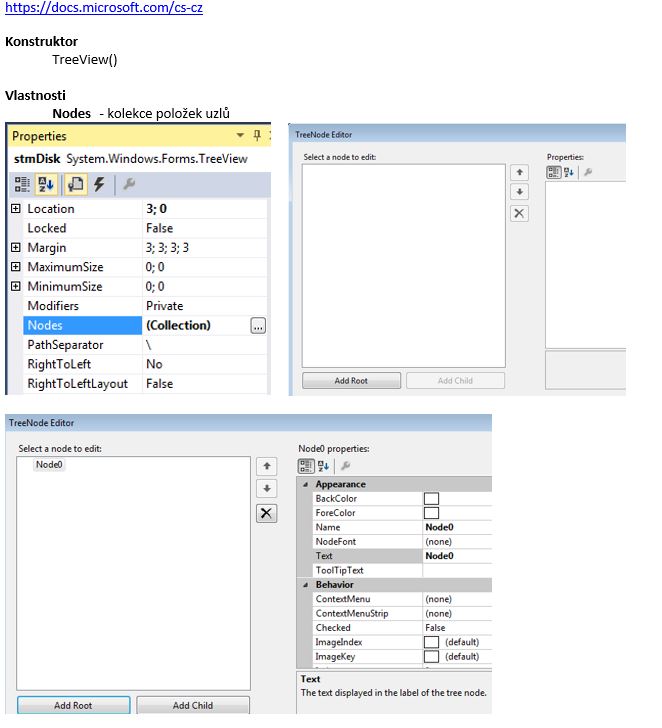 https://docs.microsoft.com/cs-cz
Konstruktor
TreeView()
Vlastnosti
Nodes - kolekce položek uzlů
Properties
stmDisk System.Windows.Forms.TreeView
Location 3; 0
Locked False
Margin 3; 3; 3; 3
MaximumSize 0; 0
MinimumSize 0; 0
Modifiers Private
Nodes (Collection) ...
PathSeparator \
RightToLeft No
RightToLeftLayout False
TreeNode Editor
Select a node to edit: Properties:
Add Root Add Child
TreeNode Editor
Select a node to edit:
Node0
Add Root Add Child
Node0 properties:
Appearance
BackColor
ForeColor
Name Node0
NodeFont (none)
Text Node0
ToolTipText
Behavior
ContextMenu (none)
ContextMenuStrip (none)
Checked False
ImageIndex (default)
ImageKey (default)
Text
The text displayed in the label of the tree node.